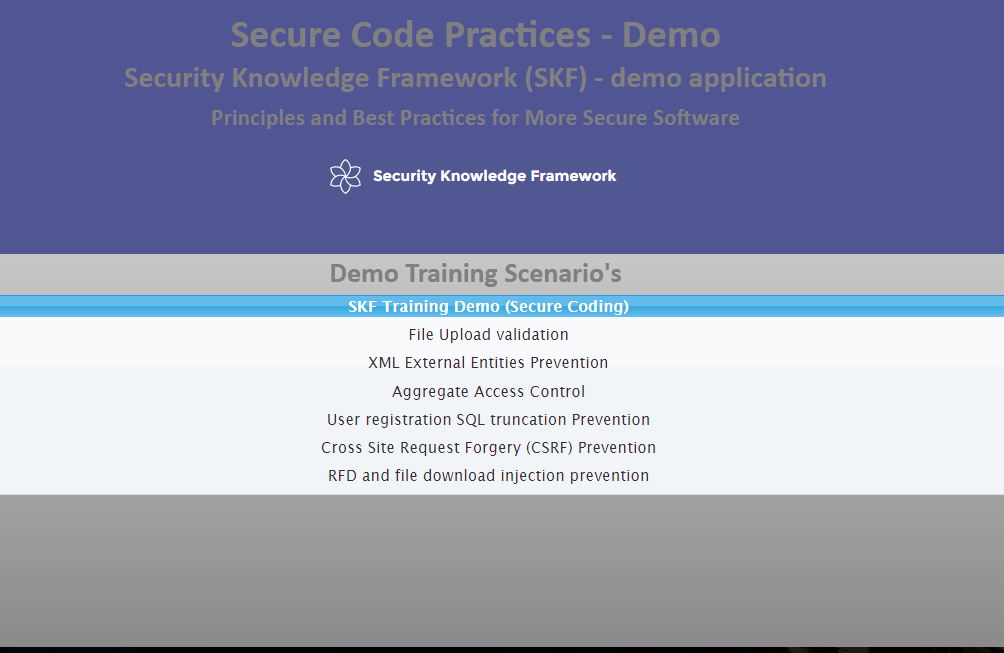 Secure Code Practices - Demo
Security Knowledge Framework (SKF) - demo application
Principles and Best Practices for More Secure Software
Security Knowledge Framework
Demo Training Scenario's
SKF Training Demo (Secure Coding)
File Upload validation
XML External Entities Prevention
Aggregate Access Control
User registration SQL truncation Prevention
Cross Site Request Forgery (CSRF) Prevention
RFD and file download injection prevention